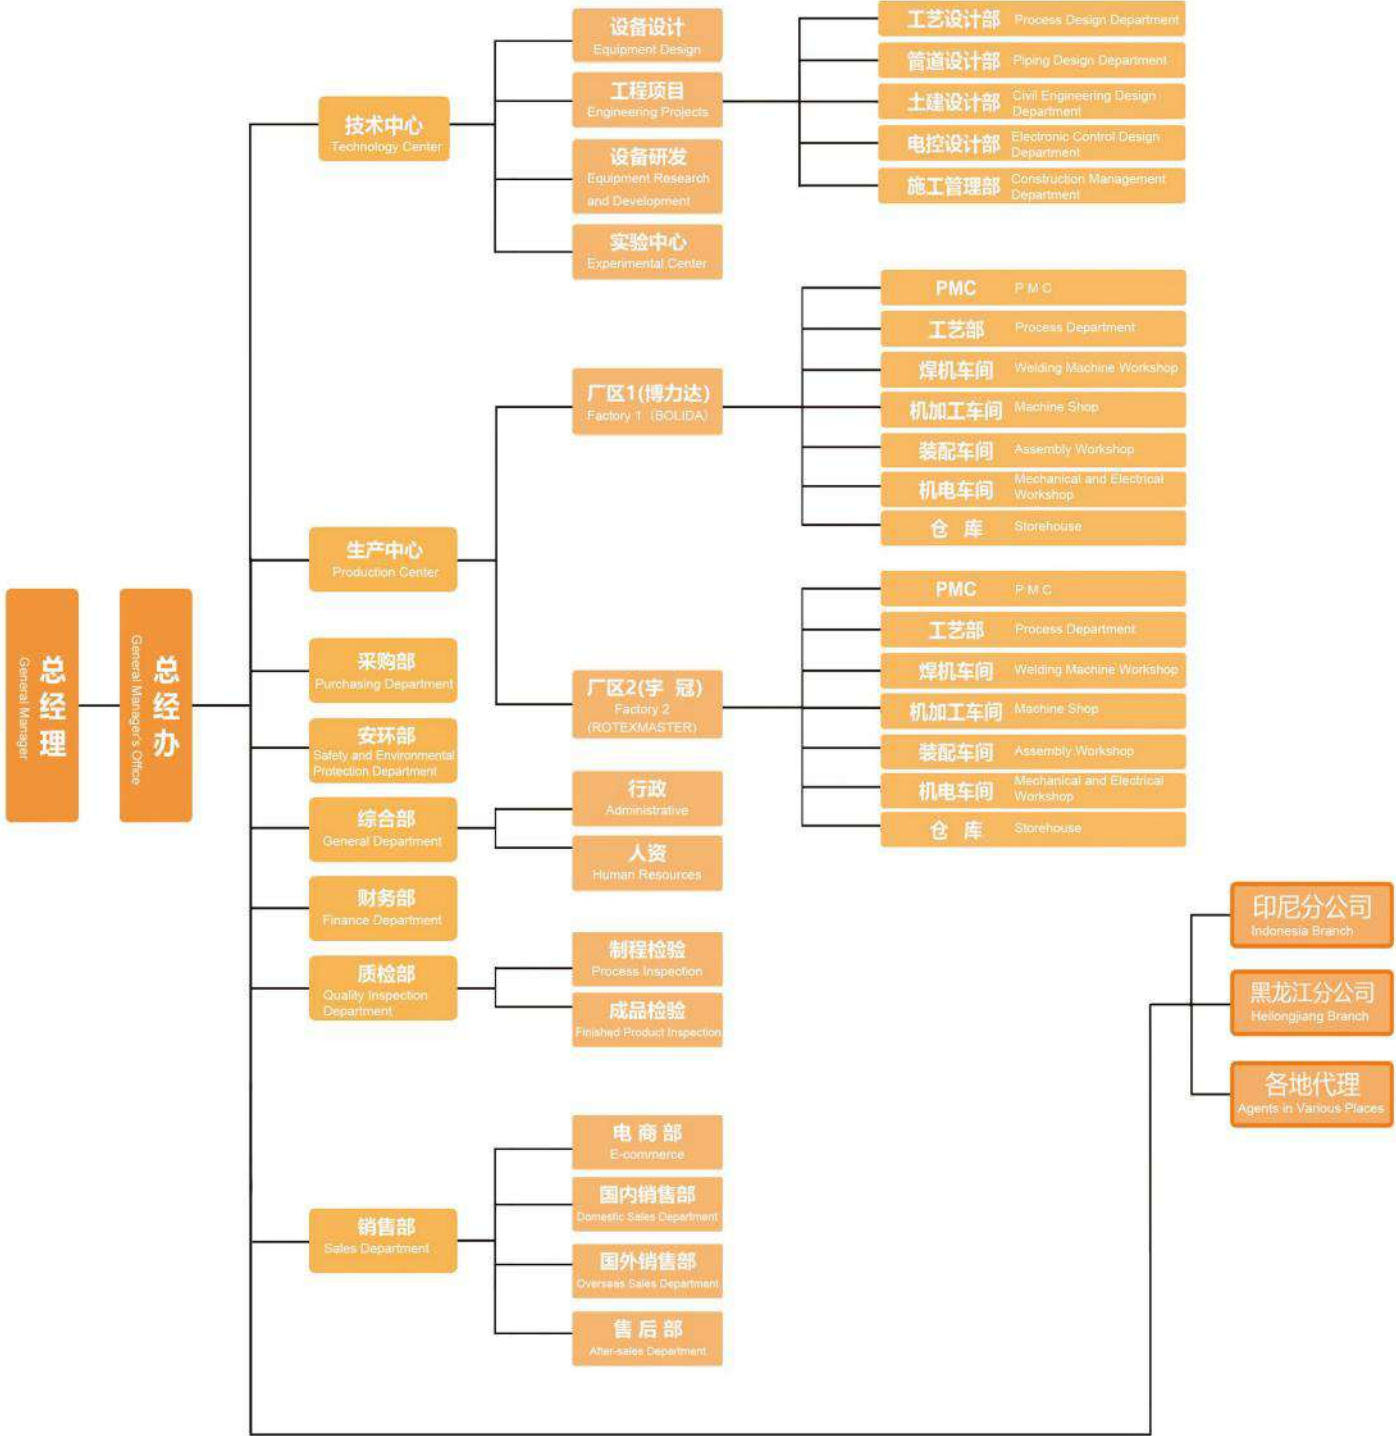 总经理
General Manager
总经办
General Manager's Office
技术中心
Technology Center
设备设计
Equipment Design
工程项目
Engineering Projects
设备研发
Equipment Research
and Development
实验中心
Experimental Center
工艺设计部 Process Design Department
管道设计部 Piping Design Department
土建设计部 Civil Engineering Design
Department
电控设计部 Electronic Control Design
Department
施工管理部 Construction Management
Department
生产中心
Production Center
厂区1(博力达)
Factory 1（BOLIDA）
PMC P M C
工艺部 Process Department
焊机车间 Welding Machine Workshop
机加工车间 Machine Shop
装配车间 Assembly Workshop
机电车间 Mechanical and Electrical
Workshop
仓 库 Storehouse
厂区2(宇 冠)
Factory 2
(ROTEXMASTER)
PMC P M C
工艺部 Process Department
焊机车间 Welding Machine Workshop
机加工车间 Machine Shop
装配车间 Assembly Workshop
机电车间 Mechanical and Electrical
Workshop
仓 库 Storehouse
采购部
Purchasing Department
安环部
Safety and Environmental
Protection Department
综合部
General Department
行政
Administrative
人资
Human Resources
财务部
Finance Department
质检部
Quality Inspection
Department
制程检验
Process Inspection
成品检验
Finished Product Inspection
销售部
Sales Department
电 商 部
E-commerce
国内销售部
Domestic Sales Department
国外销售部
Overseas Sales Department
售 后 部
After-sales Department
印尼分公司
Indonesia Branch
黑龙江分公司
Heilongjiang Branch
各地代理
Agents in Various Places